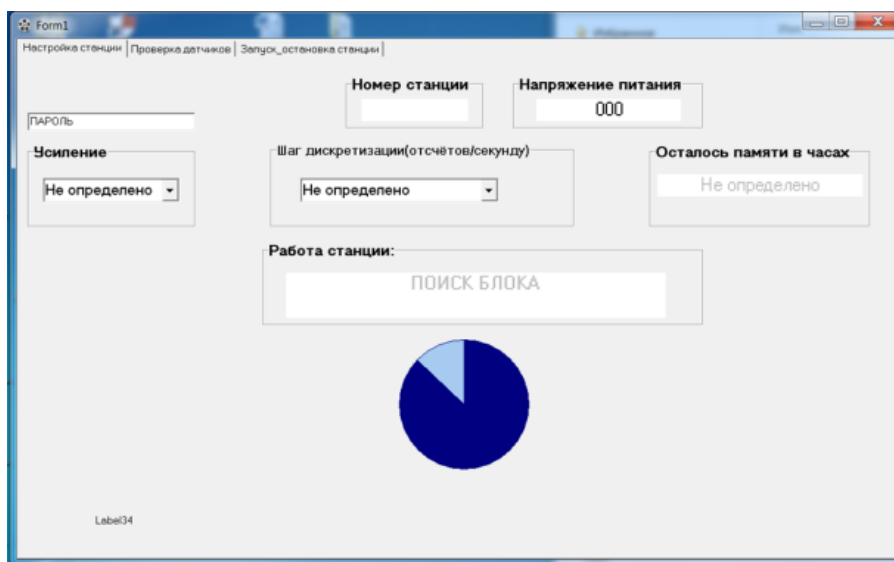 Form1
Настройка станции Проверка датчиков Запуск_остановка станции
Номер станции Напряжение питания
000
ПАРОЛЬ
Усиление Шаг дискретизации(отсчётов/секунду) Осталось памяти в часах
Не определено Не определено Не определено
Работа станции:
ПОИСК БЛОКА
Label34